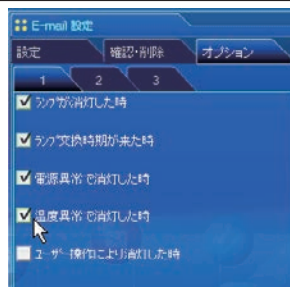 E-mail 設定
設定 確認・削除 オプション
1 2 3
ランプが消灯した時
ランプ交換時期が来た時
電源異常で消灯した時
温度異常で消灯した時
ユーザー操作により消灯した時